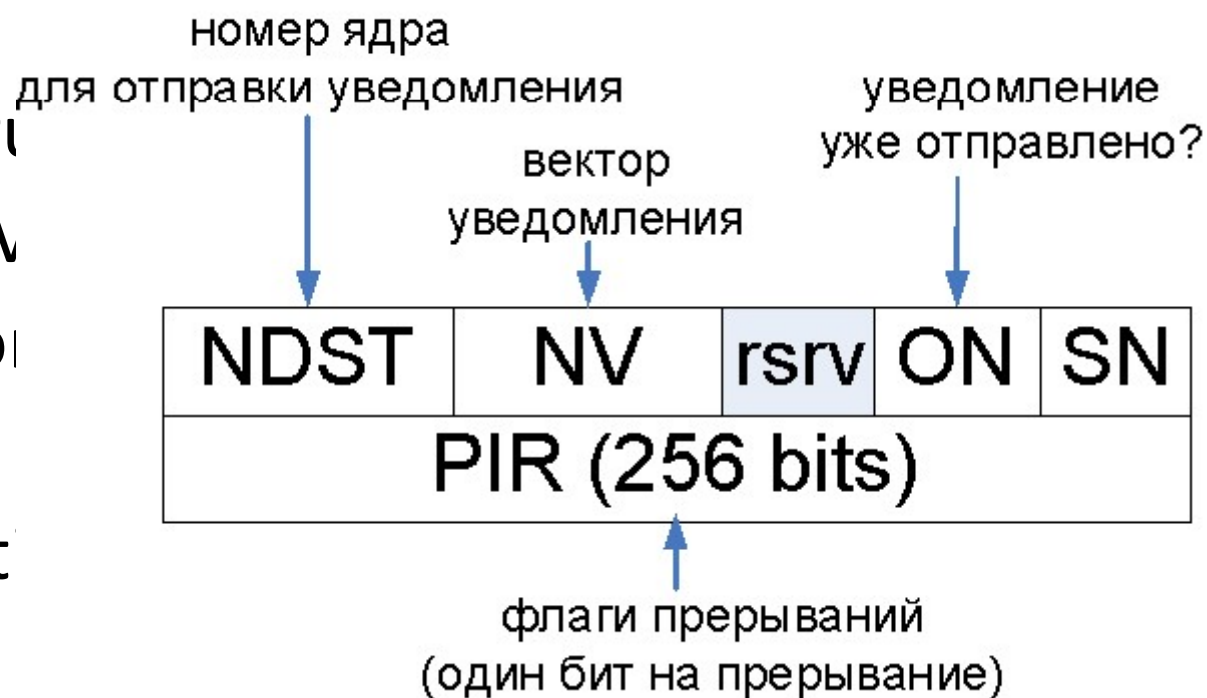 номер ядра
для отправки уведомления
уведомление
уже отправлено?
вектор
уведомления
NDST NV rsrv ON SN
PIR (256 bits)
флаги прерываний
(один бит на прерывание)